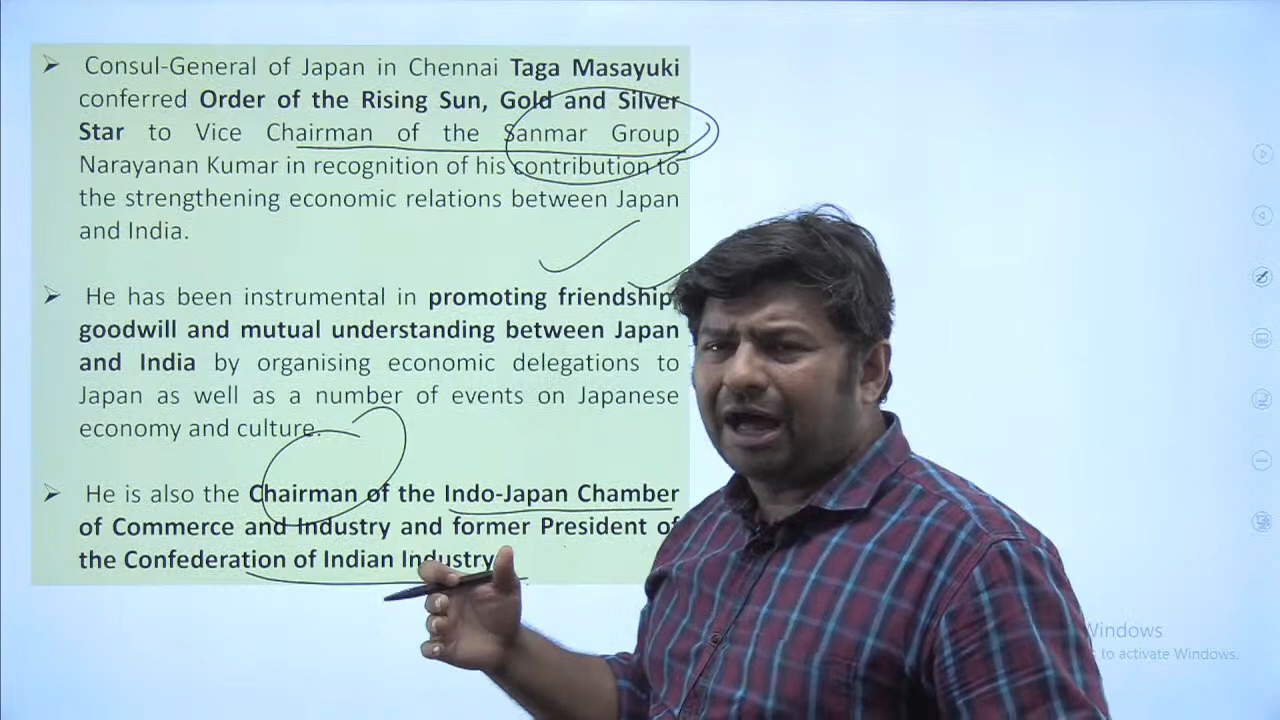 ➢ Consul-General of Japan in Chennai Taga Masayuki
conferred Order of the Rising Sun, Gold and Silver
Star to Vice Chairman of the Sanmar Group
Narayanan Kumar in recognition of his contribution to
the strengthening economic relations between Japan
and India.
➢ He has been instrumental in promoting friendship,
goodwill and mutual understanding between Japan
and India by organising economic delegations to
Japan as well as a number of events on Japanese
economy and culture.
➢ He is also the Chairman of the Indo-Japan Chamber
of Commerce and Industry and former President of
the Confederation of Indian Industry
Windows
to activate Windows.